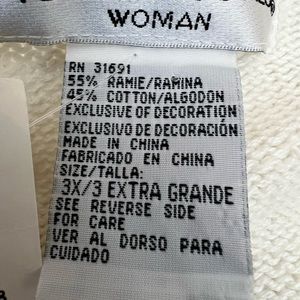 WOMAN
RN 31691
55% RAMIE/RAMINA
45% COTTON/ALGODON
EXCLUSIVE OF DECORATION
EXCLUSIVO DE DECORACIÓN
MADE IN CHINA
FABRICADO EN CHINA
SIZE/TALLA:
3X/3 EXTRA GRANDE
SEE REVERSE SIDE
FOR CARE
VER AL DORSO PARA
CUIDADO